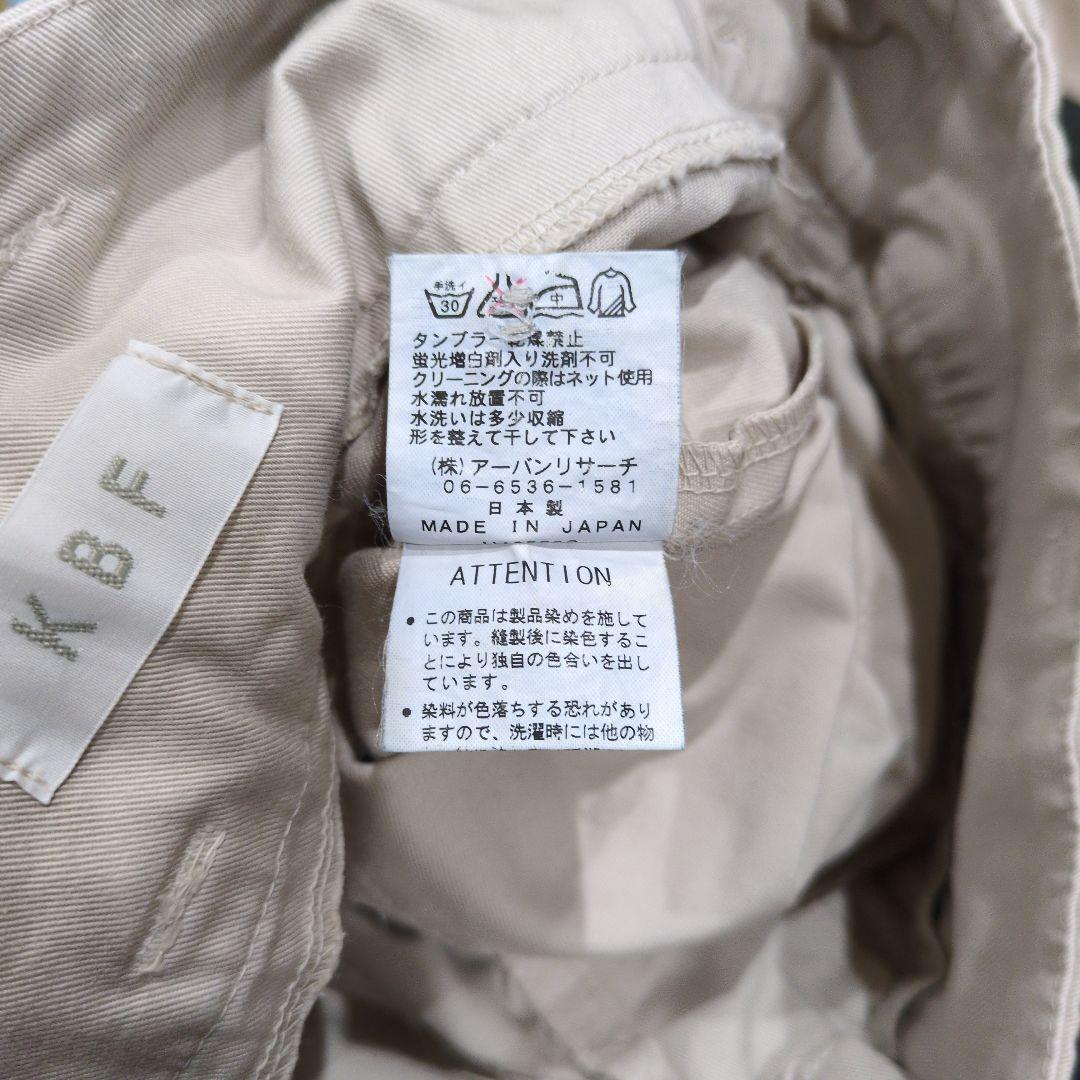 KBF
手洗イ
30
中
タンブラー乾燥禁止
蛍光増白剤入り洗剤不可
クリーニングの際はネット使用
水濡れ放置不可
水洗いは多少収縮
形を整えて干して下さい
(株)アーバンリサーチ
06-6536-1581
日本製
MADE IN JAPAN
ATTENTION
• この商品は製品染めを施して
います。縫製後に染色するこ
とにより独自の色合いを出し
ています。
• 染料が色落ちする恐れがあり
ますので、洗濯時には他の物